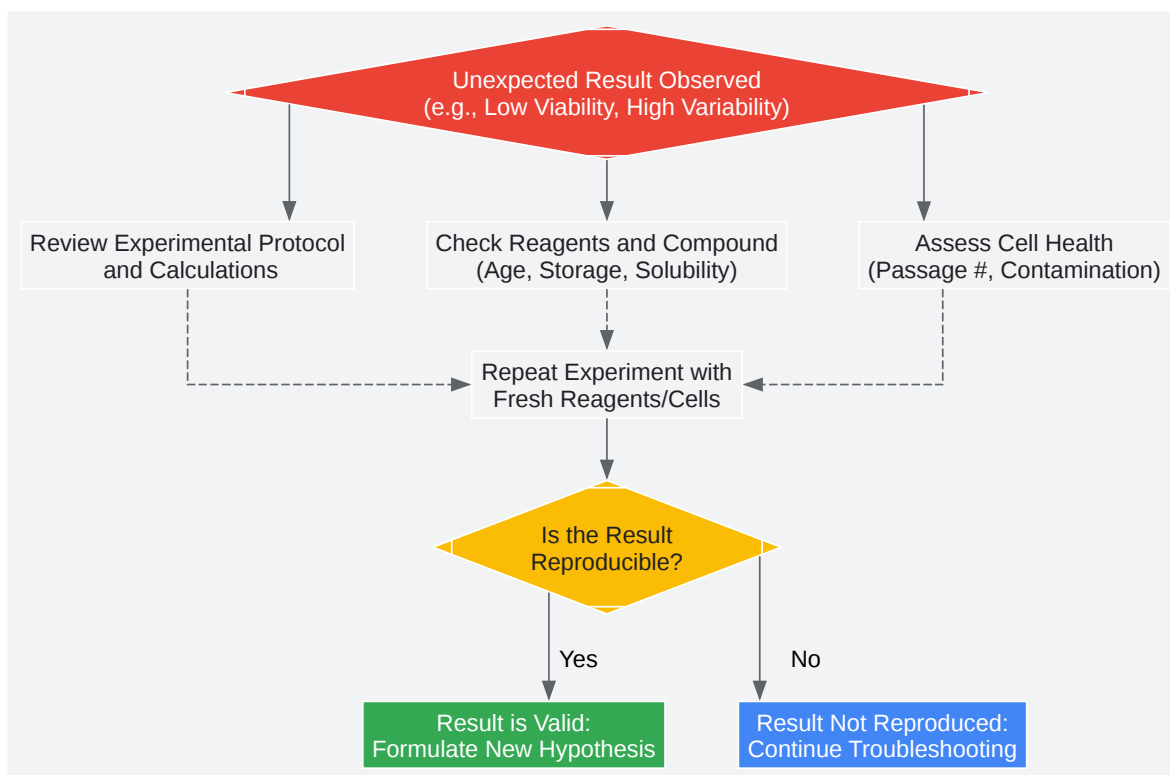 Unexpected Result Observed
(e.g., Low Viability, High Variability)
Review Experimental Protocol
and Calculations
Check Reagents and Compound
(Age, Storage, Solubility)
Assess Cell Health
(Passage #, Contamination)
Repeat Experiment with
Fresh Reagents/Cells
Is the Result
Reproducible?
Yes
No
Result is Valid:
Formulate New Hypothesis
Result Not Reproduced:
Continue Troubleshooting